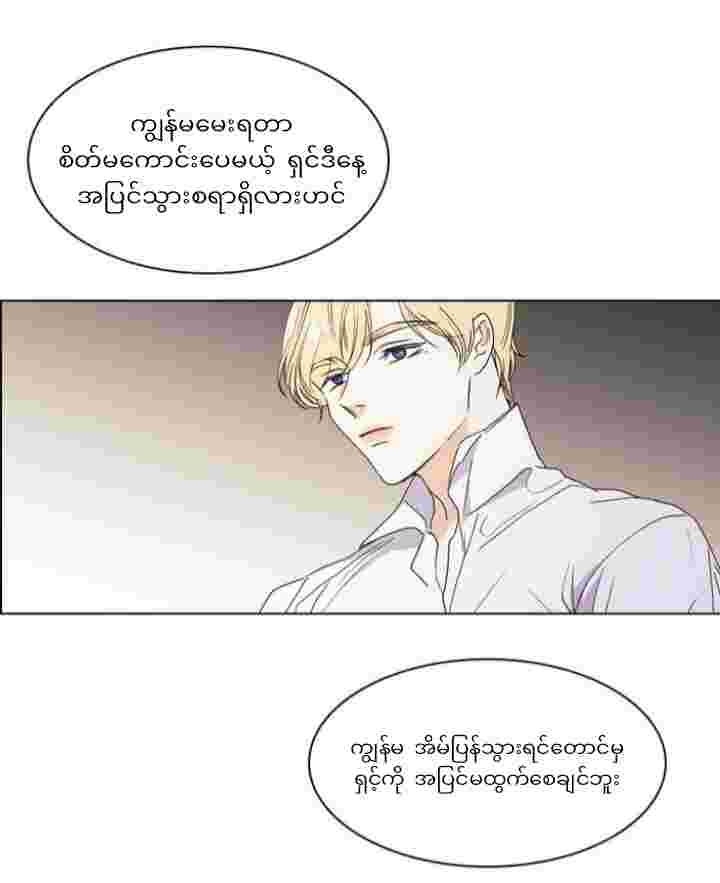 ကျွန်မမေးရတာ
စိတ်မကောင်းပေမယ့် ရှင်ဒီနေ့
အပြင်သွားစရာရှိလားဟင်
ကျွန်မ အိမ်ပြန်သွားရင်တောင်မှ
ရှင့်ကို အပြင်မထွက်စေချင်ဘူး